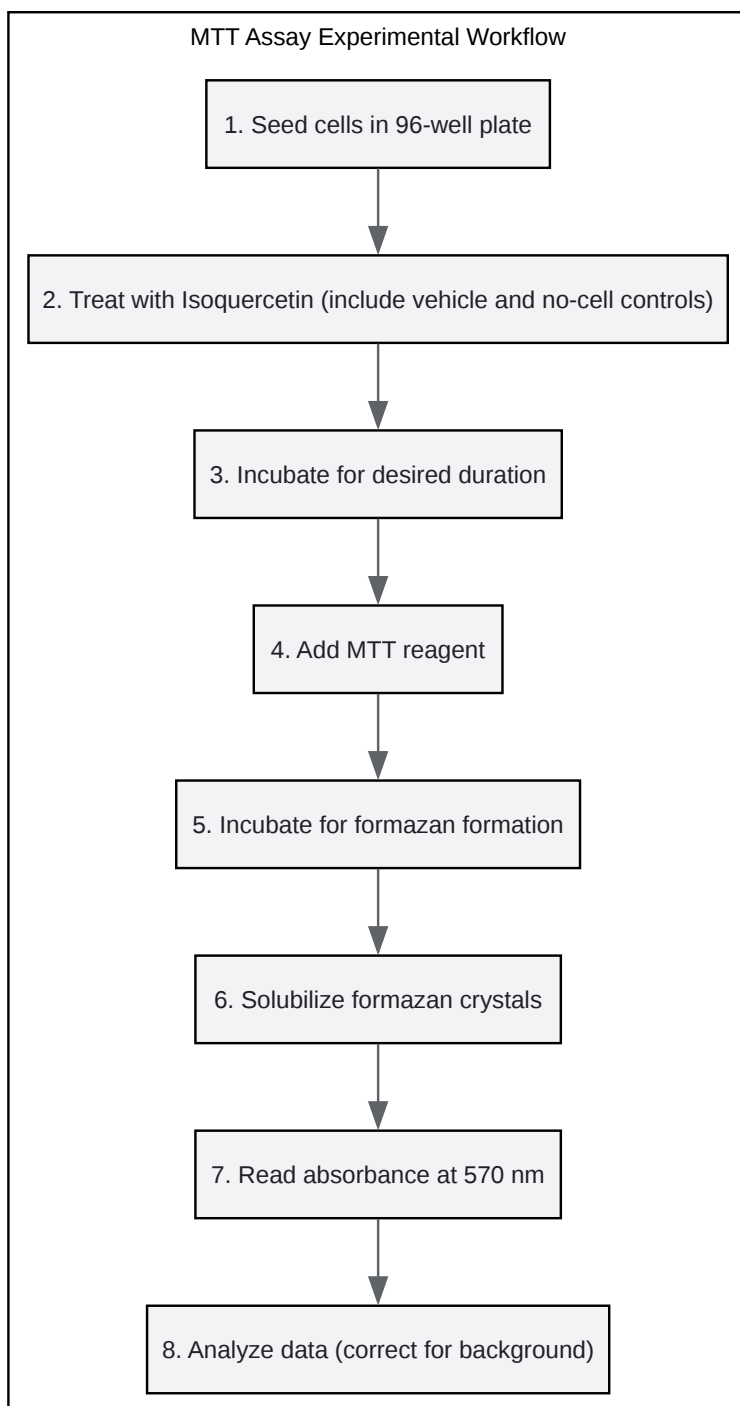 MTT Assay Experimental Workflow
1. Seed cells in 96-well plate
2. Treat with Isoquercetin (include vehicle and no-cell controls)
3. Incubate for desired duration
4. Add MTT reagent
5. Incubate for formazan formation
6. Solubilize formazan crystals
7. Read absorbance at 570 nm
8. Analyze data (correct for background)